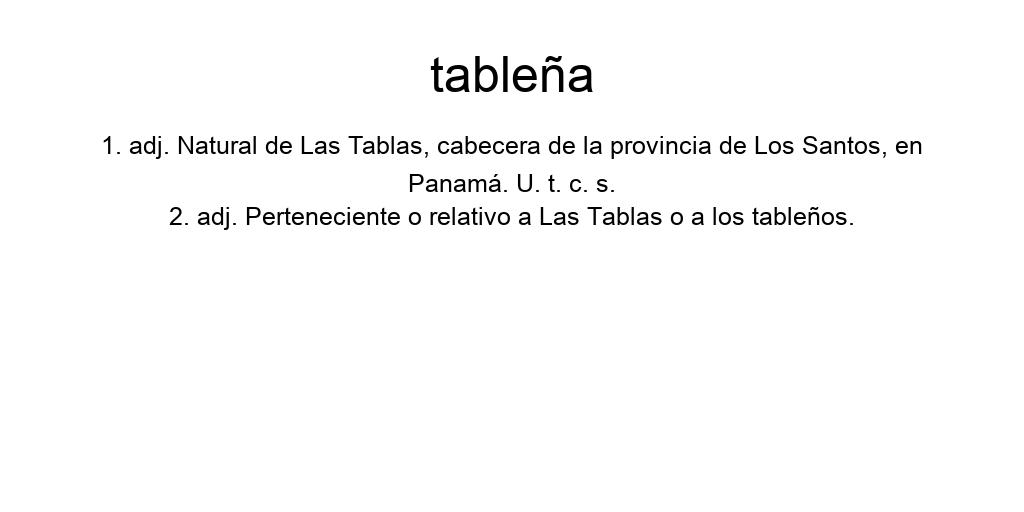 tableña
1. adj. Natural de Las Tablas, cabecera de la provincia de Los Santos, en
Panamá. U. t. c. s.
2. adj. Perteneciente o relativo a Las Tablas o a los tableños.